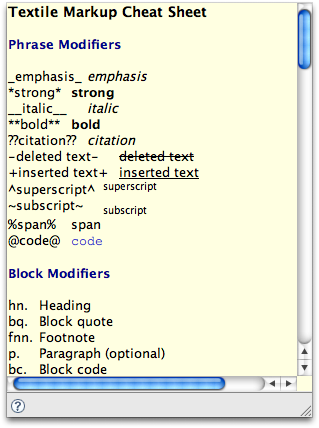 Textile Markup Cheat Sheet
Phrase Modifiers
_emphasis_ emphasis
*strong* strong
__italic__ italic
**bold** bold
??citation?? citation
-deleted text- deleted text
+inserted text+ inserted text
^superscript^ superscript
~subscript~ subscript
%span% span
@code@ code
Block Modifiers
hn. Heading
bq. Block quote
fnn. Footnote
p. Paragraph (optional)
bc. Block code
?